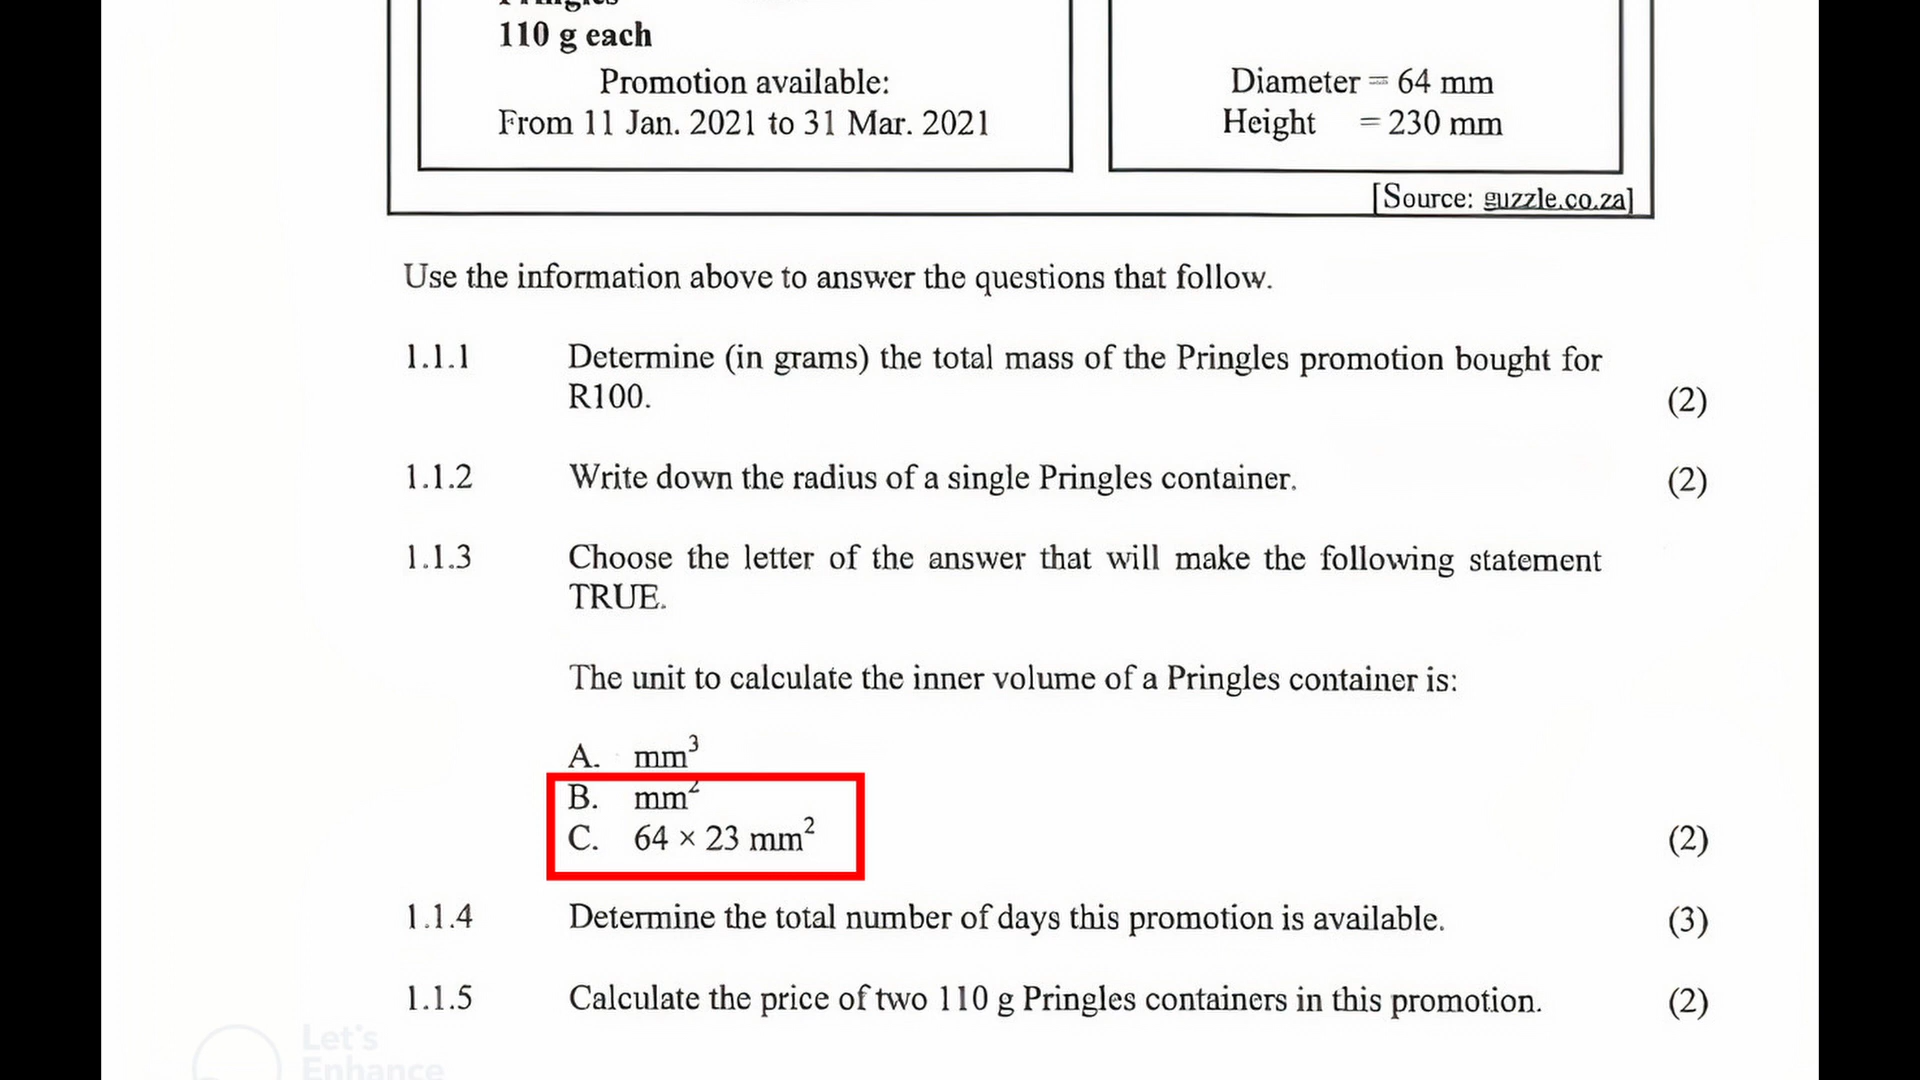 110 g each
Promotion available:
From 11 Jan. 2021 to 31 Mar. 2021
Diameter = 64 mm
Height = 230 mm
[Source: guzzle.co.za]
Use the information above to answer the questions that follow.
1.1.1 Determine (in grams) the total mass of the Pringles promotion bought for
R100. (2)
1.1.2 Write down the radius of a single Pringles container. (2)
1.1.3 Choose the letter of the answer that will make the following statement
TRUE.
The unit to calculate the inner volume of a Pringles container is:
A. mm³
B. mm²
C. 64 × 23 mm² (2)
1.1.4 Determine the total number of days this promotion is available. (3)
1.1.5 Calculate the price of two 110 g Pringles containers in this promotion. (2)
Let's
Enhance